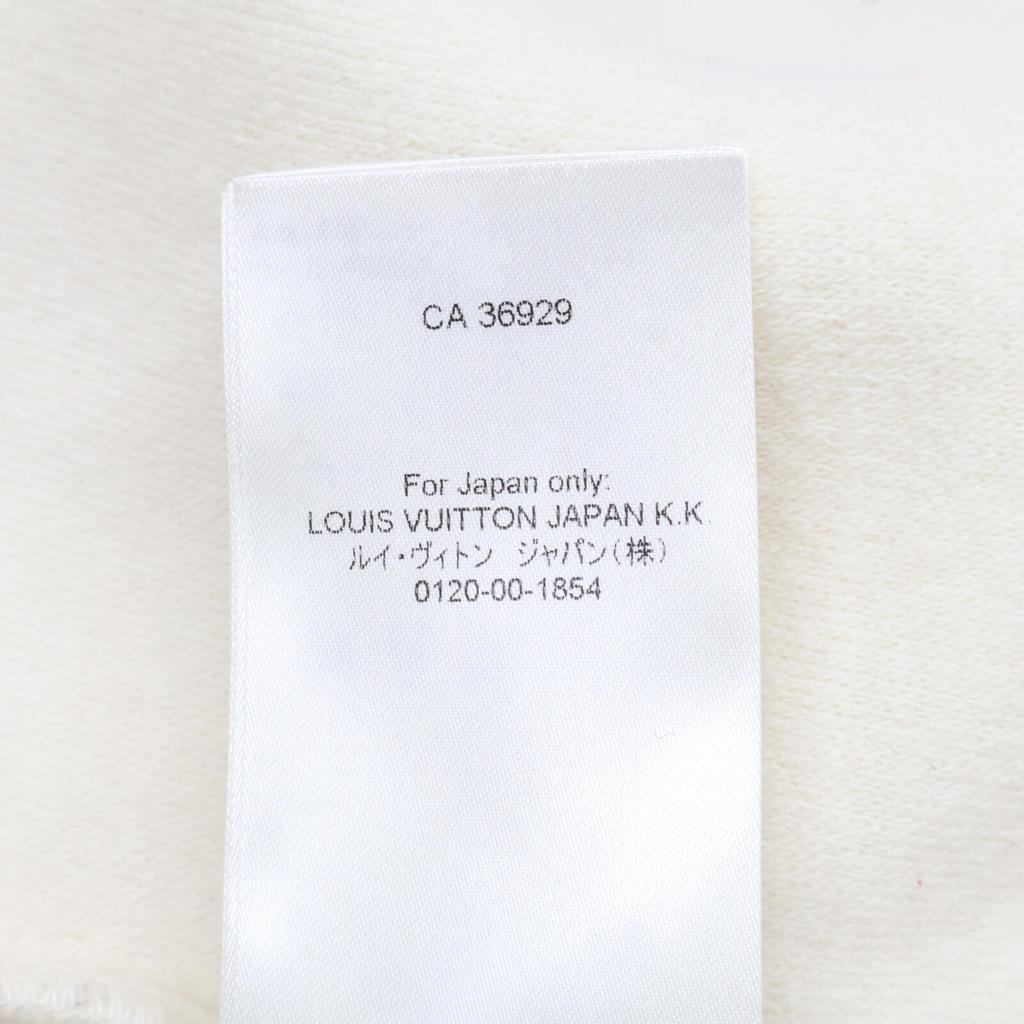 CA 36929
For Japan only:
LOUIS VUITTON JAPAN K.K.
ルイ・ヴィトン　ジャパン(株)
0120-00-1854